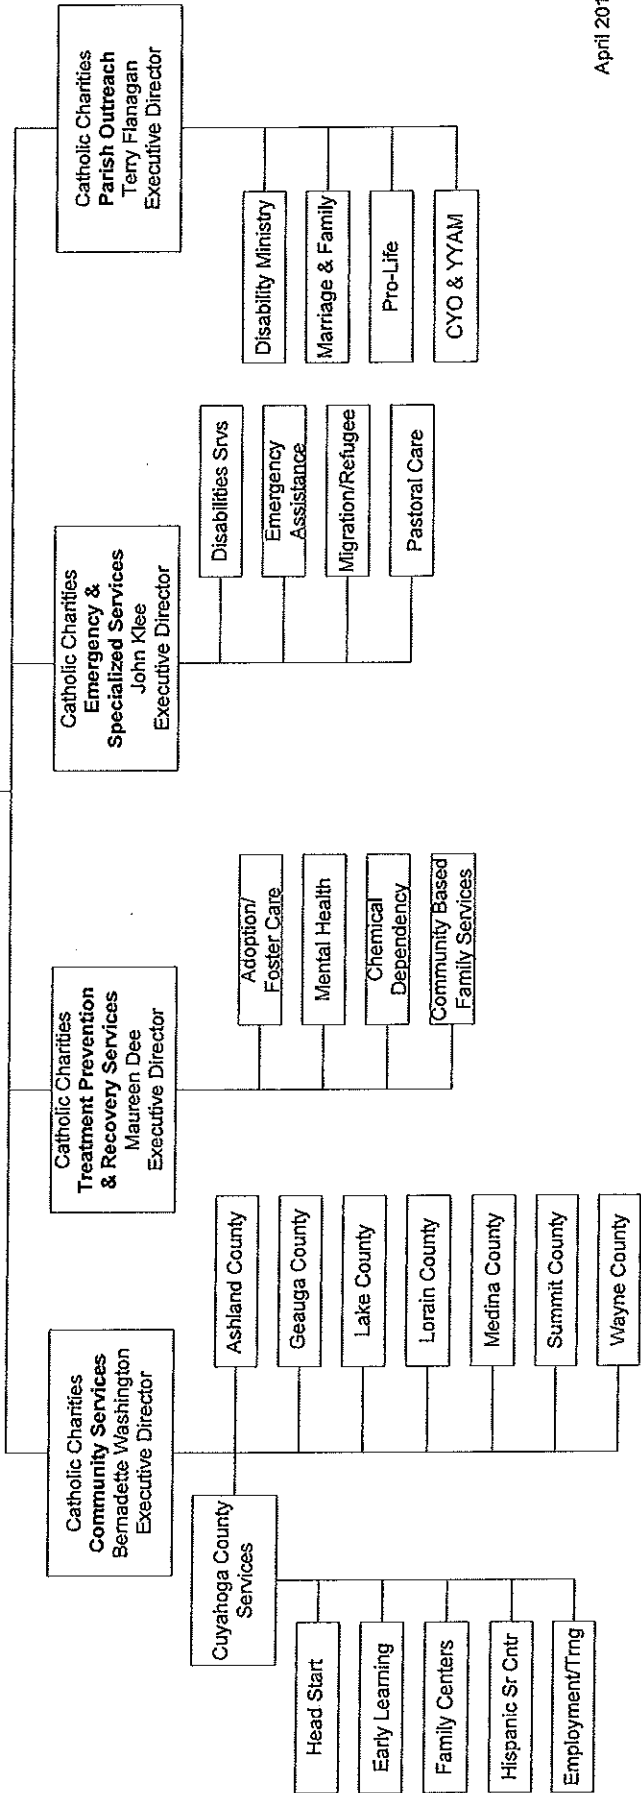 Catholic Charities
Community Services
Bernadette Washington
Executive Director
Cuyahoga County
Services
Head Start
Early Learning
Family Centers
Hispanic Sr Cntr
Employment/Trng
Ashland County
Geauga County
Lake County
Lorain County
Medina County
Summit County
Wayne County
Catholic Charities
Treatment Prevention
& Recovery Services
Maureen Dee
Executive Director
Adoption/
Foster Care
Mental Health
Chemical
Dependency
Community Based
Family Services
Catholic Charities
Emergency &
Specialized Services
John Klee
Executive Director
Disabilities Srvs
Emergency
Assistance
Migration/Refugee
Pastoral Care
Catholic Charities
Parish Outreach
Terry Flanagan
Executive Director
Disability Ministry
Marriage & Family
Pro-Life
CYO & YYAM
April 201